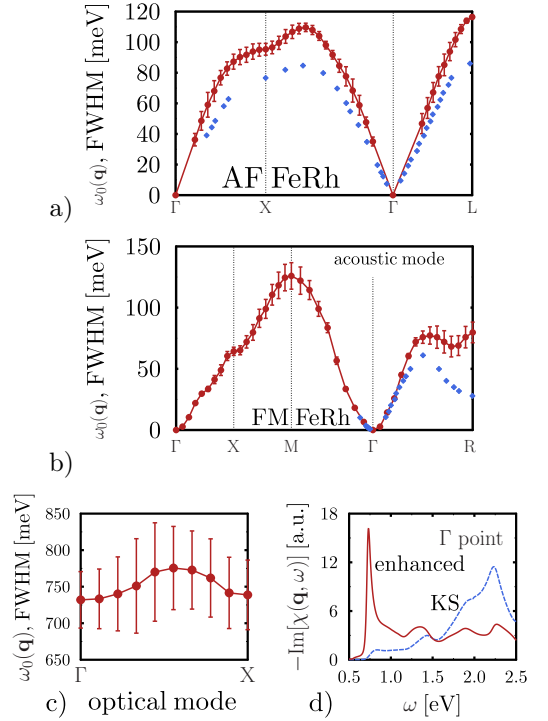 120
100
80
60
40
20
0
ω₀(q), FWHM [meV]
AF FeRh
Γ
X
Γ
L
a)
150
100
50
0
ω₀(q), FWHM [meV]
acoustic mode
FM FeRh
Γ
X
M
Γ
R
b)
850
800
750
700
650
ω₀(q), FWHM [meV]
Γ
X
c)
optical mode
18
12
6
0
−Im[χ(q, ω)] [a.u.]
Γ point
enhanced
KS
0.5
1.0
1.5
2.0
2.5
d)
ω [eV]